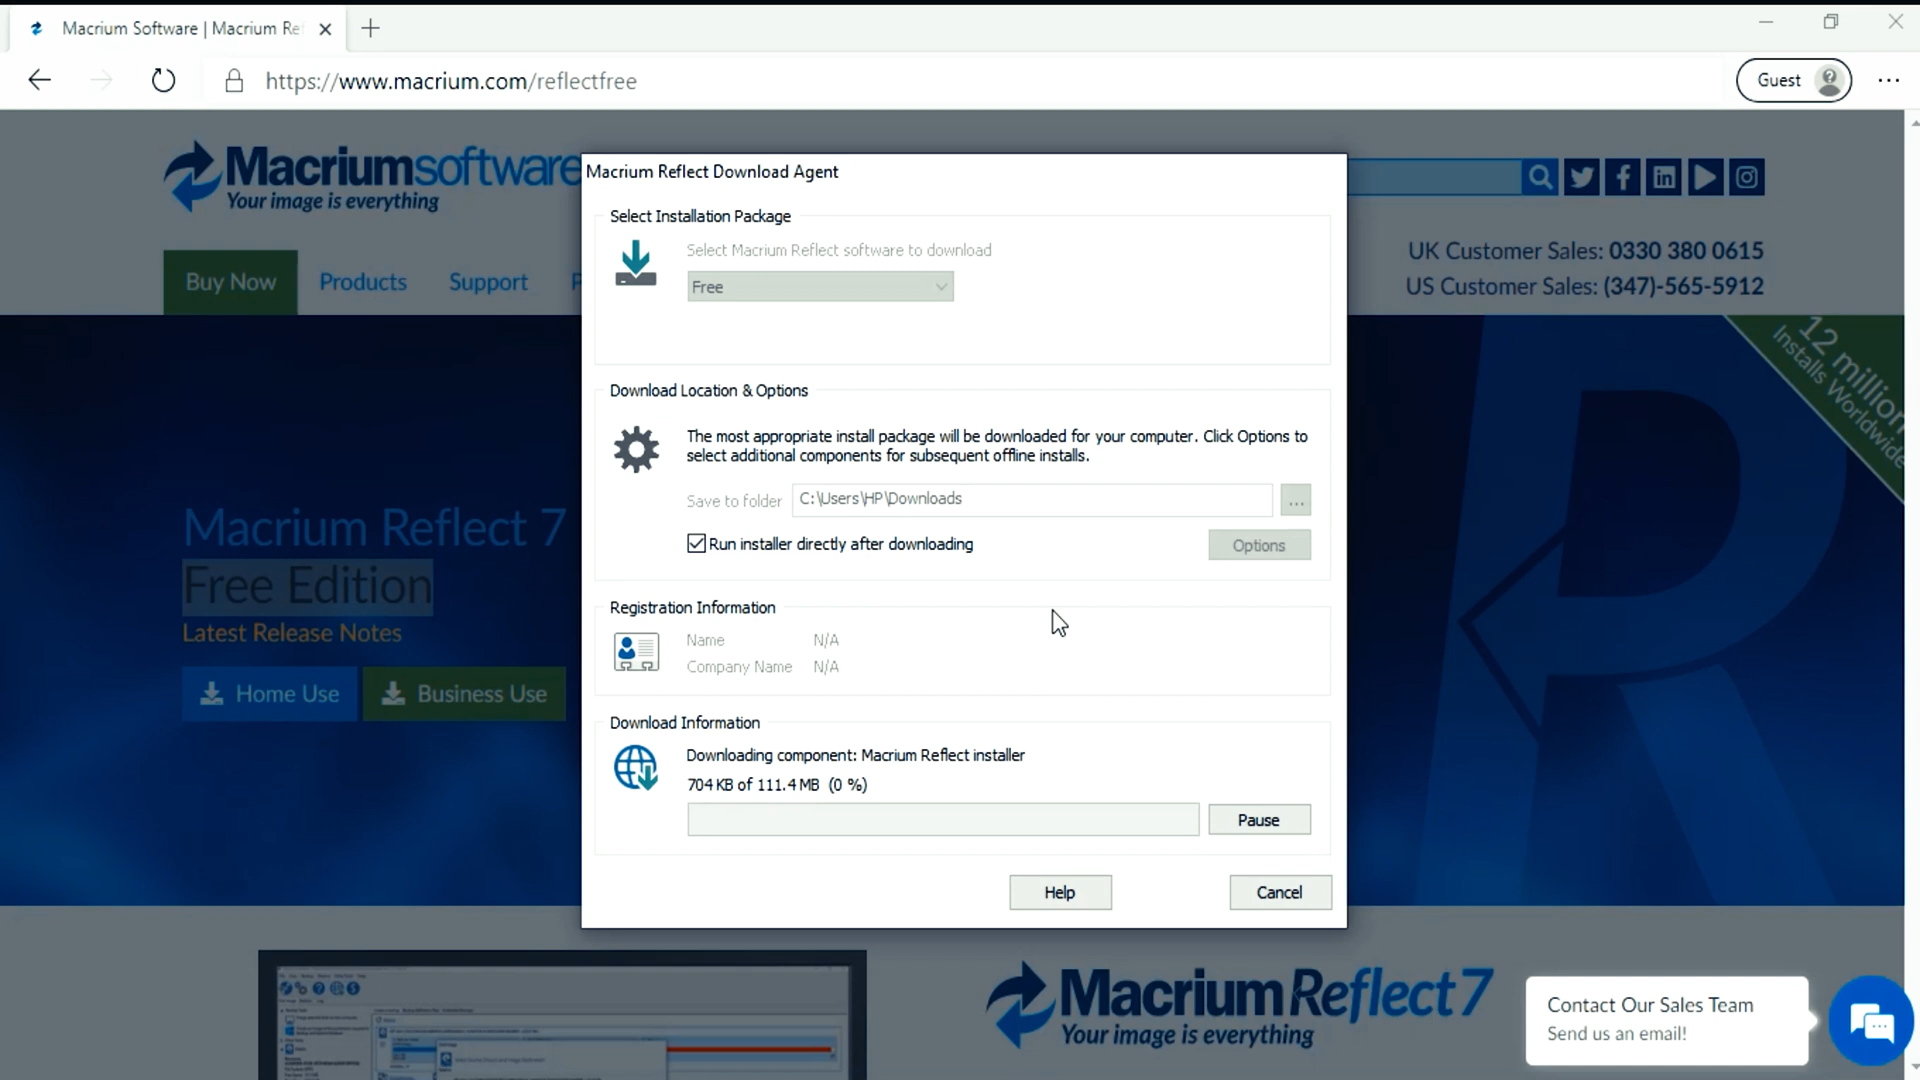 Macrium Software | Macrium Re
https://www.macrium.com/reflectfree
Guest
Macriumsoftware
Your image is everything
Buy Now
Products
Support
UK Customer Sales: 0330 380 0615
US Customer Sales: (347)-565-5912
12 million
Installs Worldwide
Macrium Reflect 7
Free Edition
Latest Release Notes
Home Use
Business Use
Macrium Reflect Download Agent
Select Installation Package
Select Macrium Reflect software to download
Free
Download Location & Options
The most appropriate install package will be downloaded for your computer. Click Options to
select additional components for subsequent offline installs.
Save to folder
C:\Users\HP\Downloads
...
Run installer directly after downloading
Options
Registration Information
Name N/A
Company Name N/A
Download Information
Downloading component: Macrium Reflect installer
704 KB of 111.4 MB (0 %)
Pause
Help
Cancel
Macrium Reflect 7
Your image is everything
Contact Our Sales Team
Send us an email!